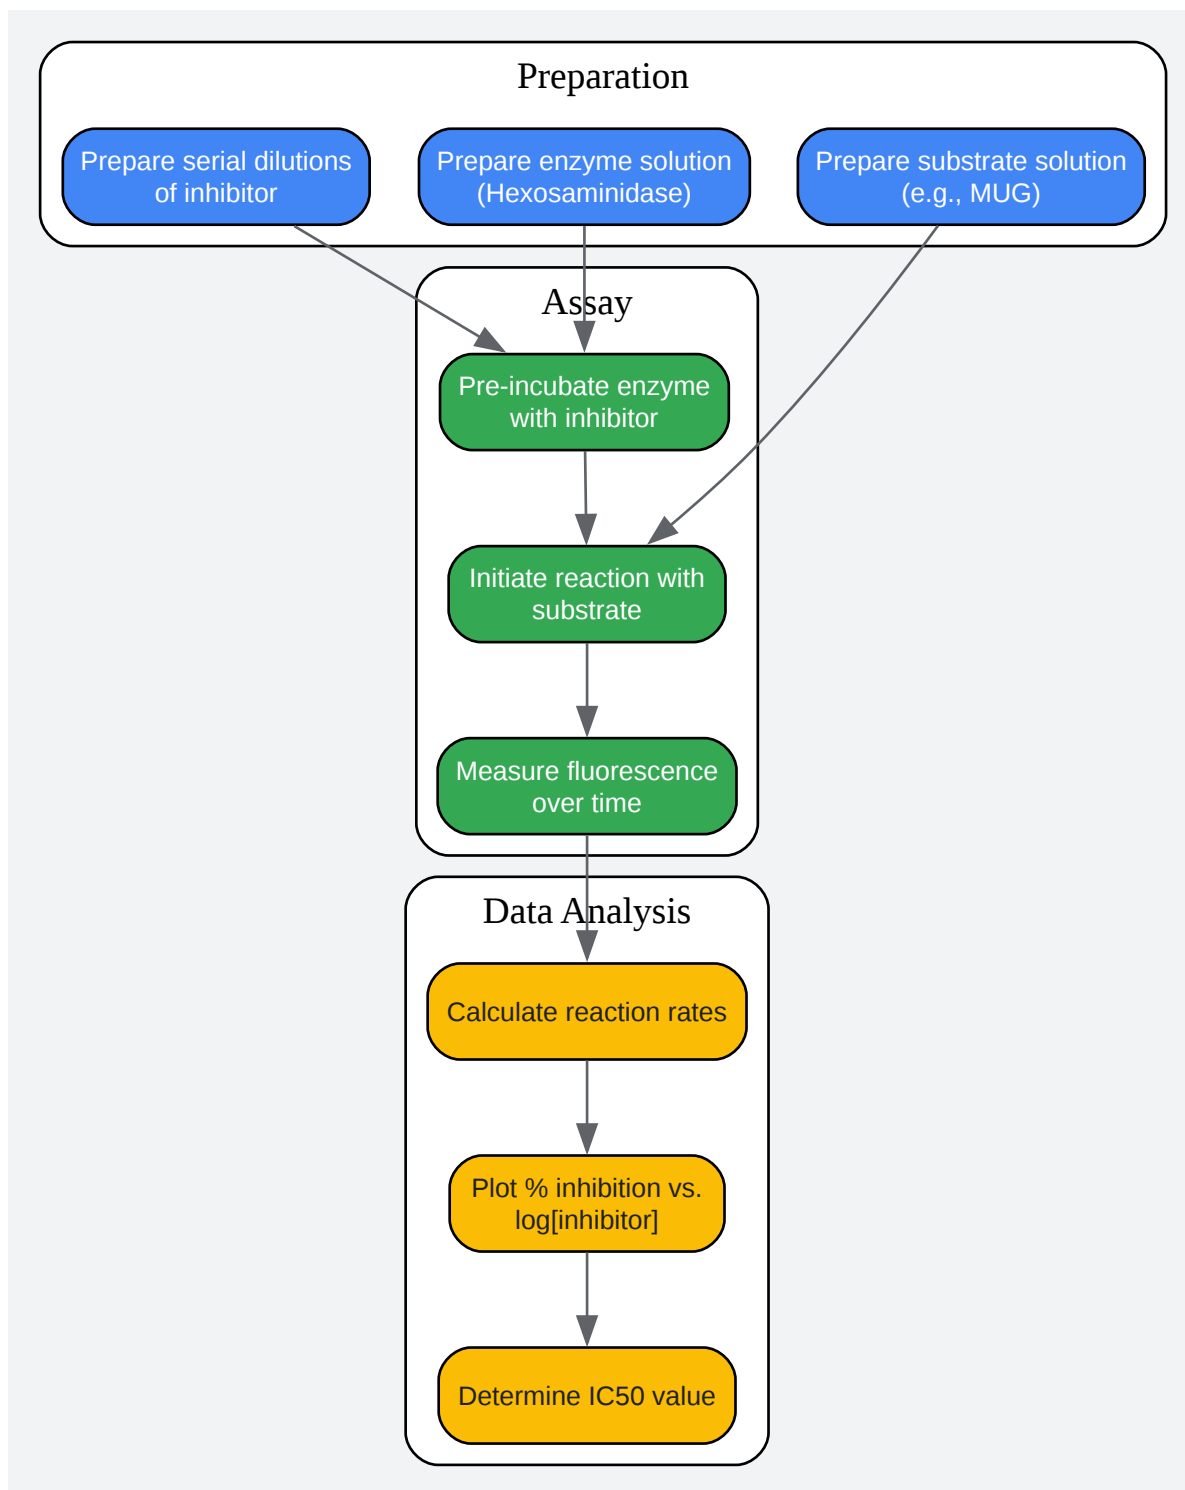 Preparation
Prepare serial dilutions
of inhibitor
Prepare enzyme solution
(Hexosaminidase)
Prepare substrate solution
(e.g., MUG)
Assay
Pre-incubate enzyme
with inhibitor
Initiate reaction with
substrate
Measure fluorescence
over time
Data Analysis
Calculate reaction rates
Plot % inhibition vs.
log[inhibitor]
Determine IC50 value